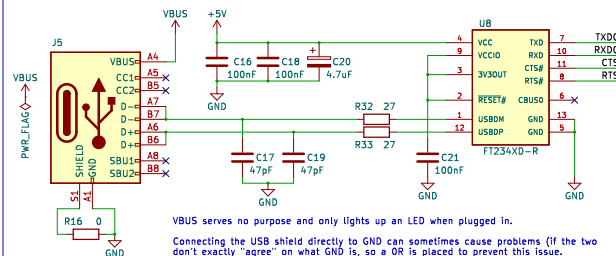 VBUS
+5V
U8
J5
VBUS
A4
CC1
A5
CC2
B5
D-
A7
D-
B7
D+
A6
D+
B6
SBU1
A8
SBU2
B8
SHIELD
GND
S1
A1
VBUS
PWR_FLAG
R16 0
GND
C16
100nF
C18
100nF
C20
4.7uF
GND
R32 27
R33 27
C17
47pF
C19
47pF
GND
C21
100nF
GND
4 VCC TXD 7 TXD
9 VCCIO RXD 10 RXD
3 3V3OUT CTS# 11 CTS
RTS# 8 RTS
2 RESET# CBUS0 6
1 USBDM GND 13
12 USBDP GND 5
FT234XD-R
GND
VBUS serves no purpose and only lights up an LED when plugged in.
Connecting the USB shield directly to GND can sometimes cause problems (if the two
don't exactly "agree" on what GND is, so a 0R is placed to prevent this issue.